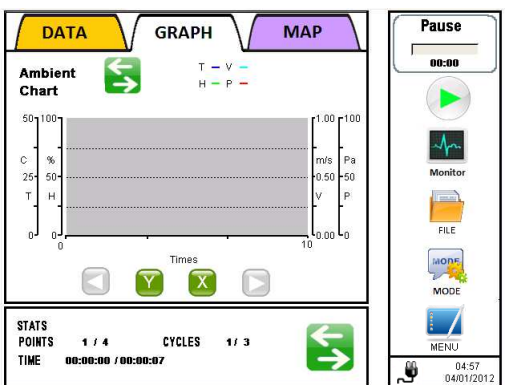 DATA GRAPH MAP
Ambient
Chart
T - V -
H - P -
50 100 1.00 100
C % m/s Pa
25 50 0.50 50
T H V P
0 0 0.00 0
0 10
Times
Y X
STATS
POINTS 1 / 4 CYCLES 1 / 3
TIME 00:00:00 / 00:00:07
Pause
00:00
Monitor
FILE
MODE
MODE
MENU
04:57
04/01/2012